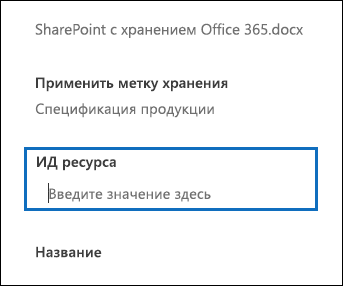 SharePoint с хранением Office 365.docx
Применить метку хранения
Спецификация продукции
ИД ресурса
Введите значение здесь
Название